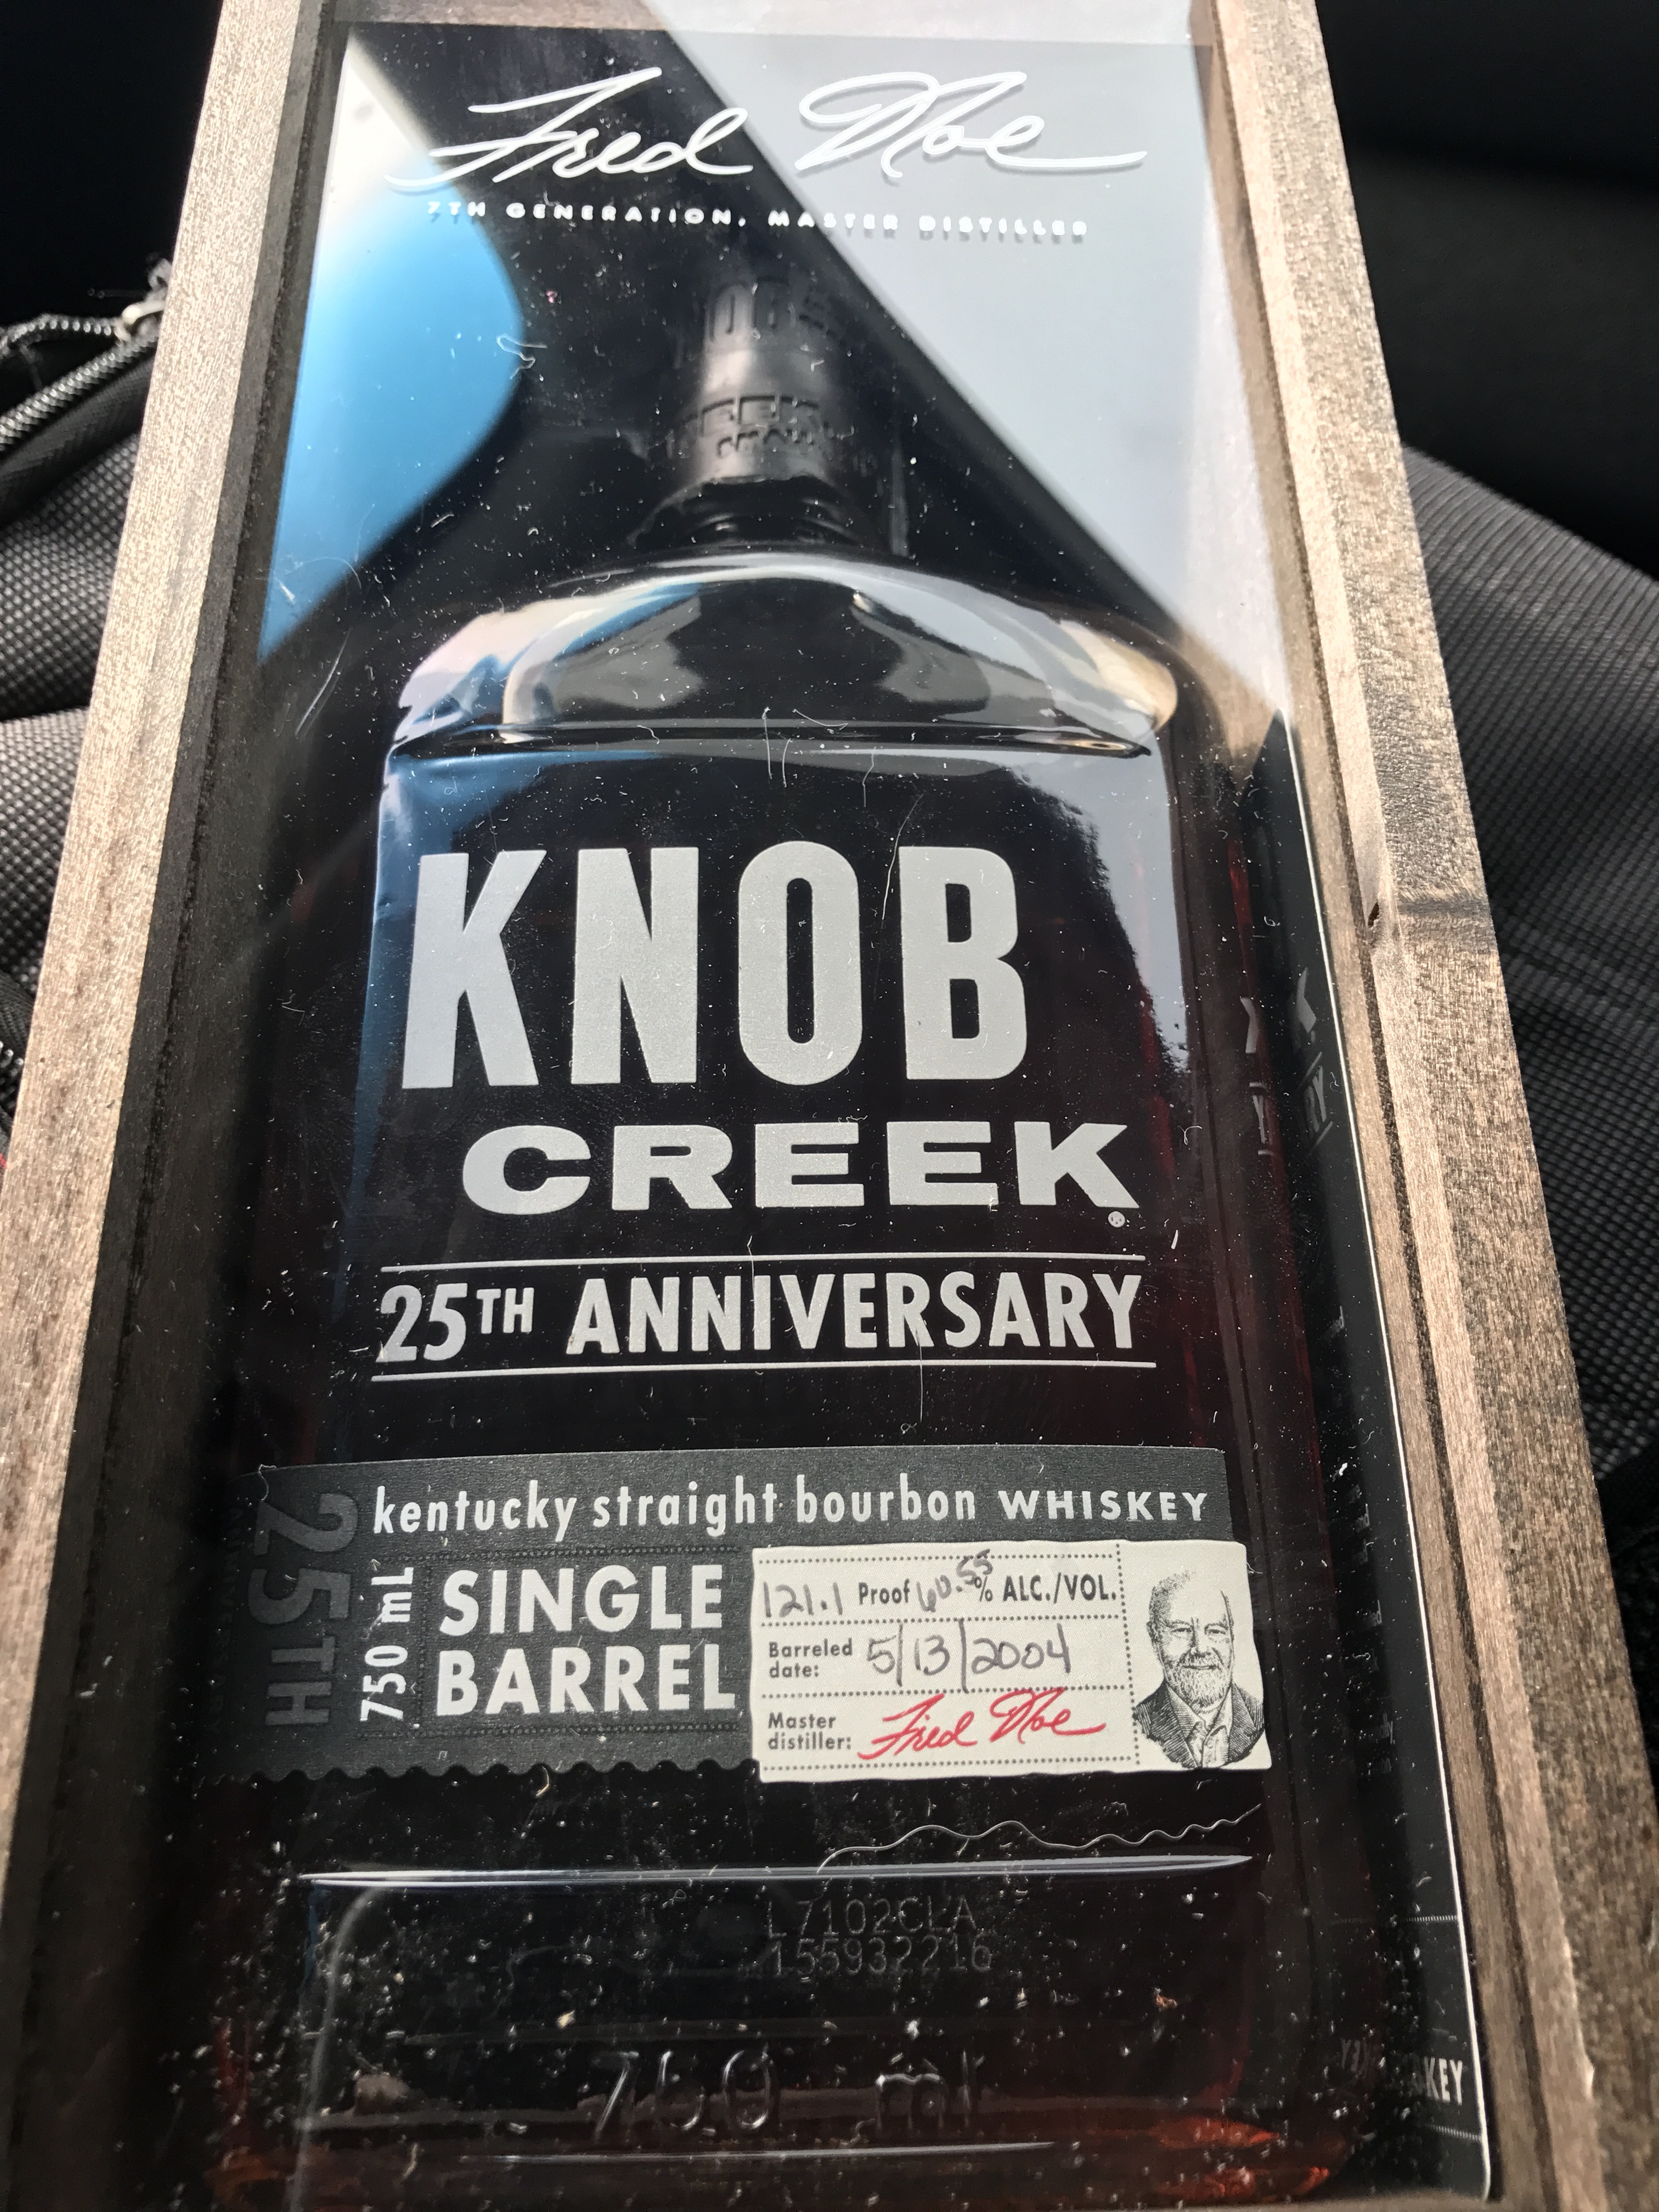 Fred Noe
7TH GENERATION, MASTER DISTILLER
KNOB
CREEK®
25TH ANNIVERSARY
25TH
kentucky straight bourbon WHISKEY
750 mL
SINGLE
BARREL
121.1 Proof 60.55% ALC./VOL.
Barreled date: 5/13/2004
Master distiller: Fred Noe
L7102CLA
155932216
750 ml